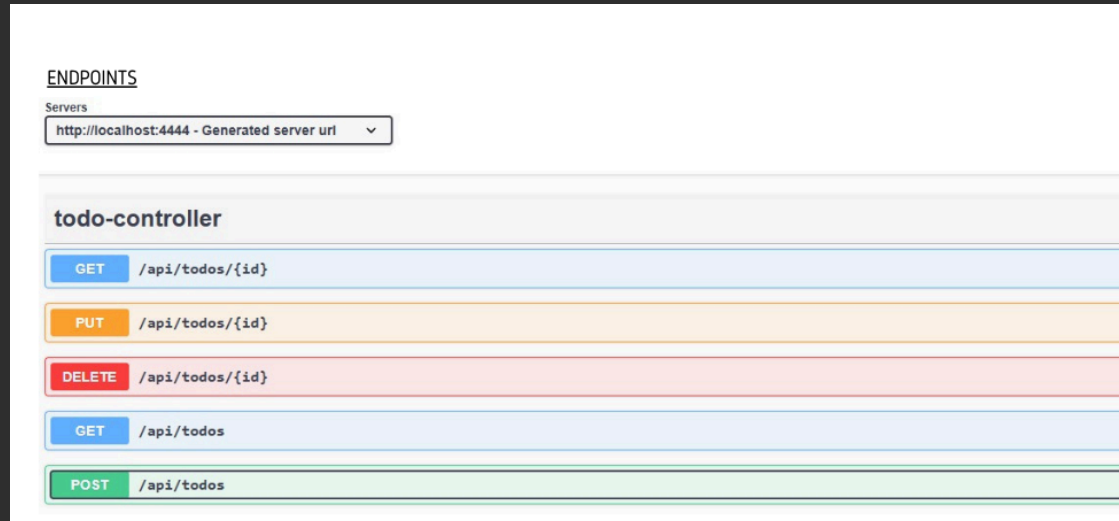 ENDPOINTS
Servers
http://localhost:4444 - Generated server url
todo-controller
GET /api/todos/{id}
PUT /api/todos/{id}
DELETE /api/todos/{id}
GET /api/todos
POST /api/todos